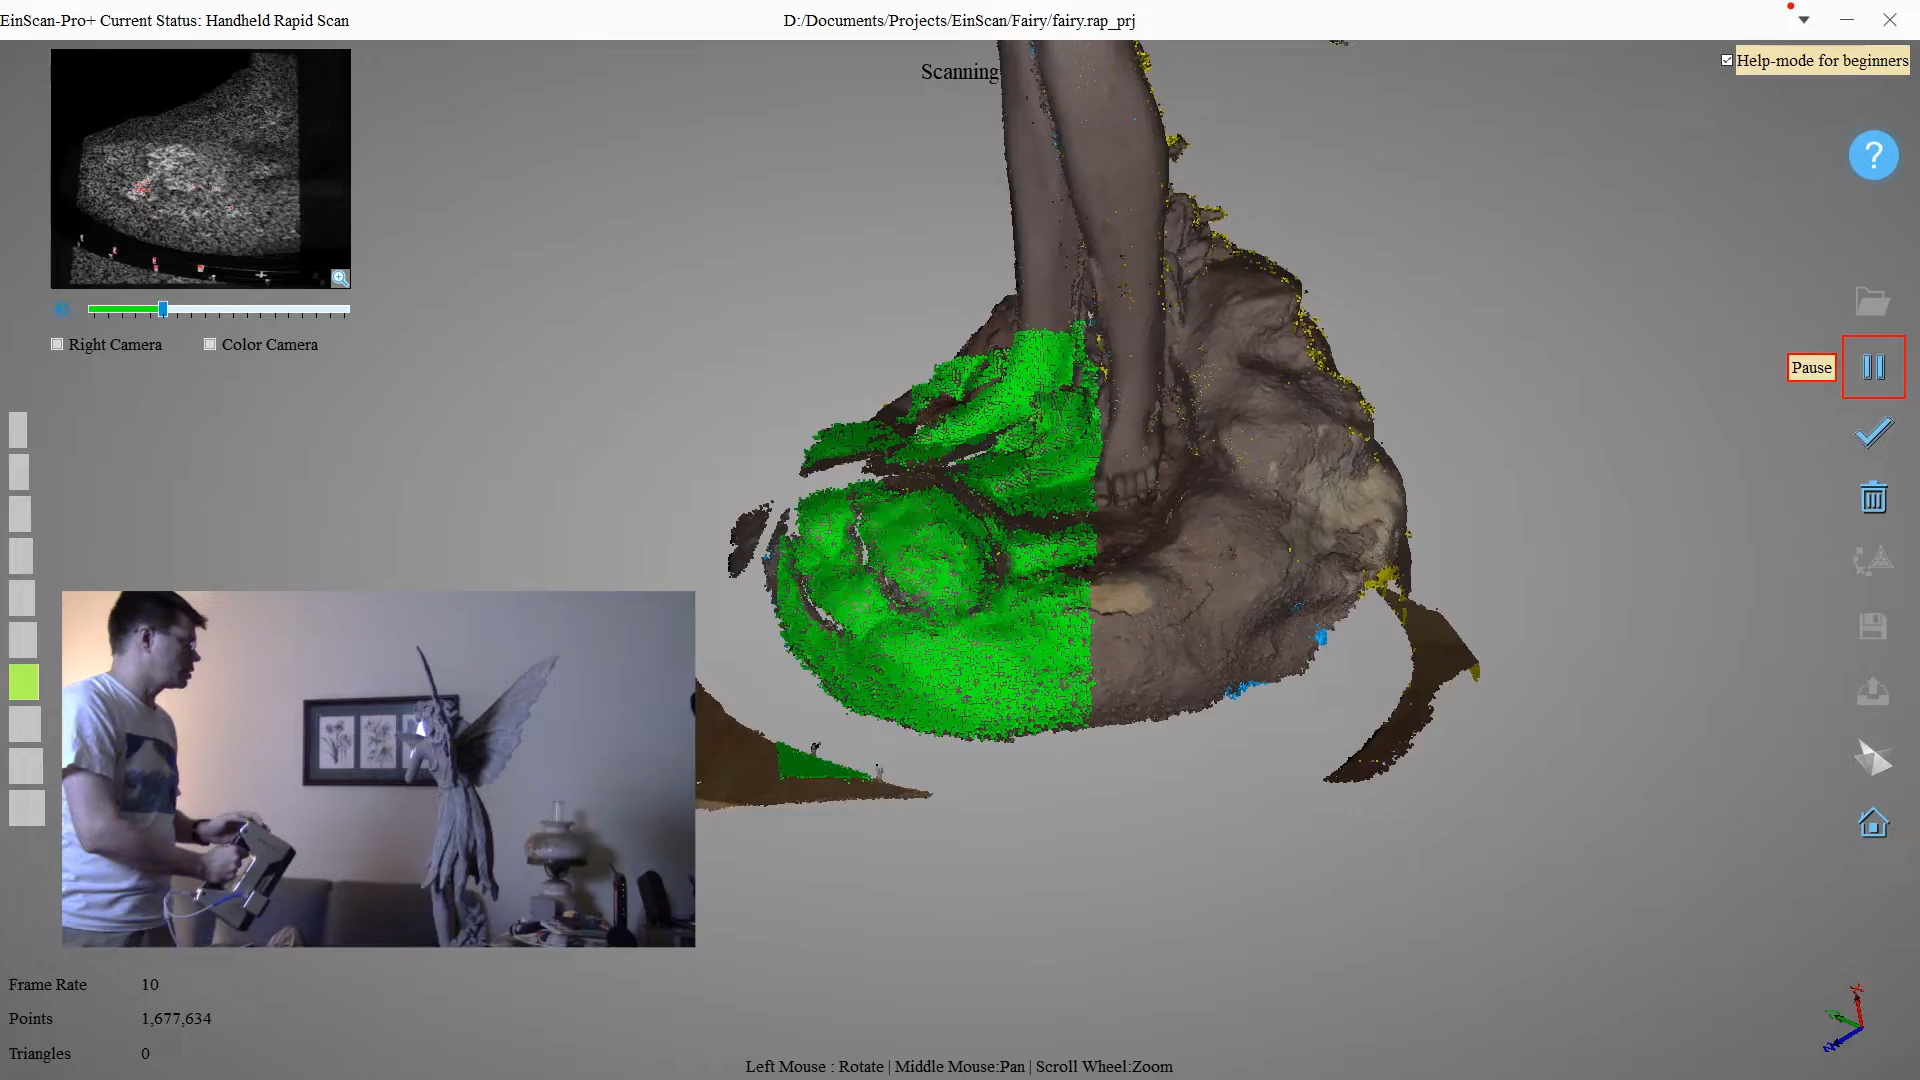 EinScan-Pro+ Current Status: Handheld Rapid Scan
D:/Documents/Projects/EinScan/Fairy/fairy.rap_prj
Scanning
Help-mode for beginners
?
Right Camera
Color Camera
Pause
Frame Rate 10
Points 1,677,634
Triangles 0
Left Mouse : Rotate | Middle Mouse:Pan | Scroll Wheel:Zoom